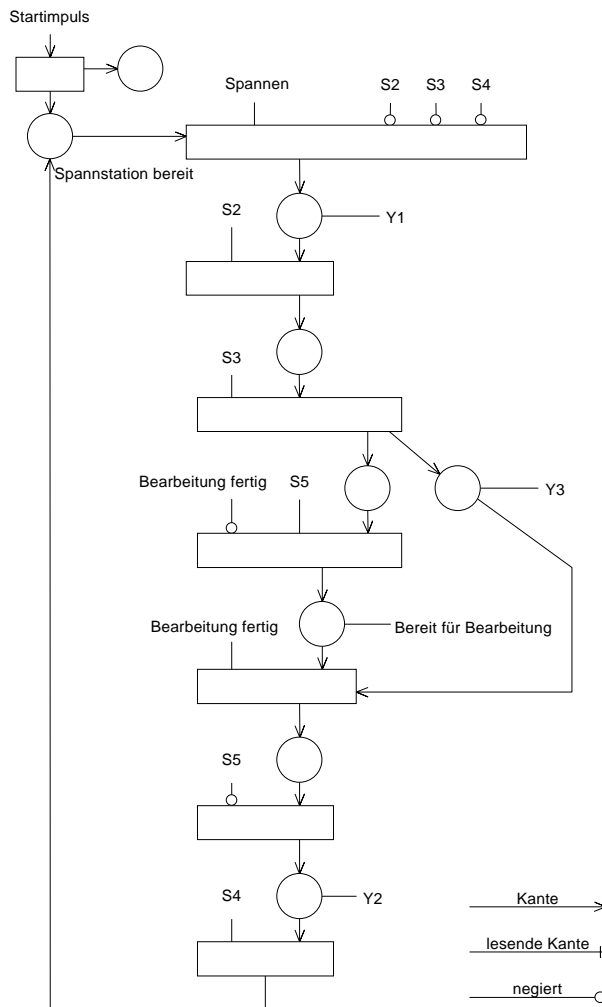 Startimpuls
Spannen
S2
S3
S4
Spannstation bereit
Y1
S2
S3
Bearbeitung fertig
S5
Y3
Bearbeitung fertig
Bereit für Bearbeitung
S5
S4
Y2
Kante
lesende Kante
negiert